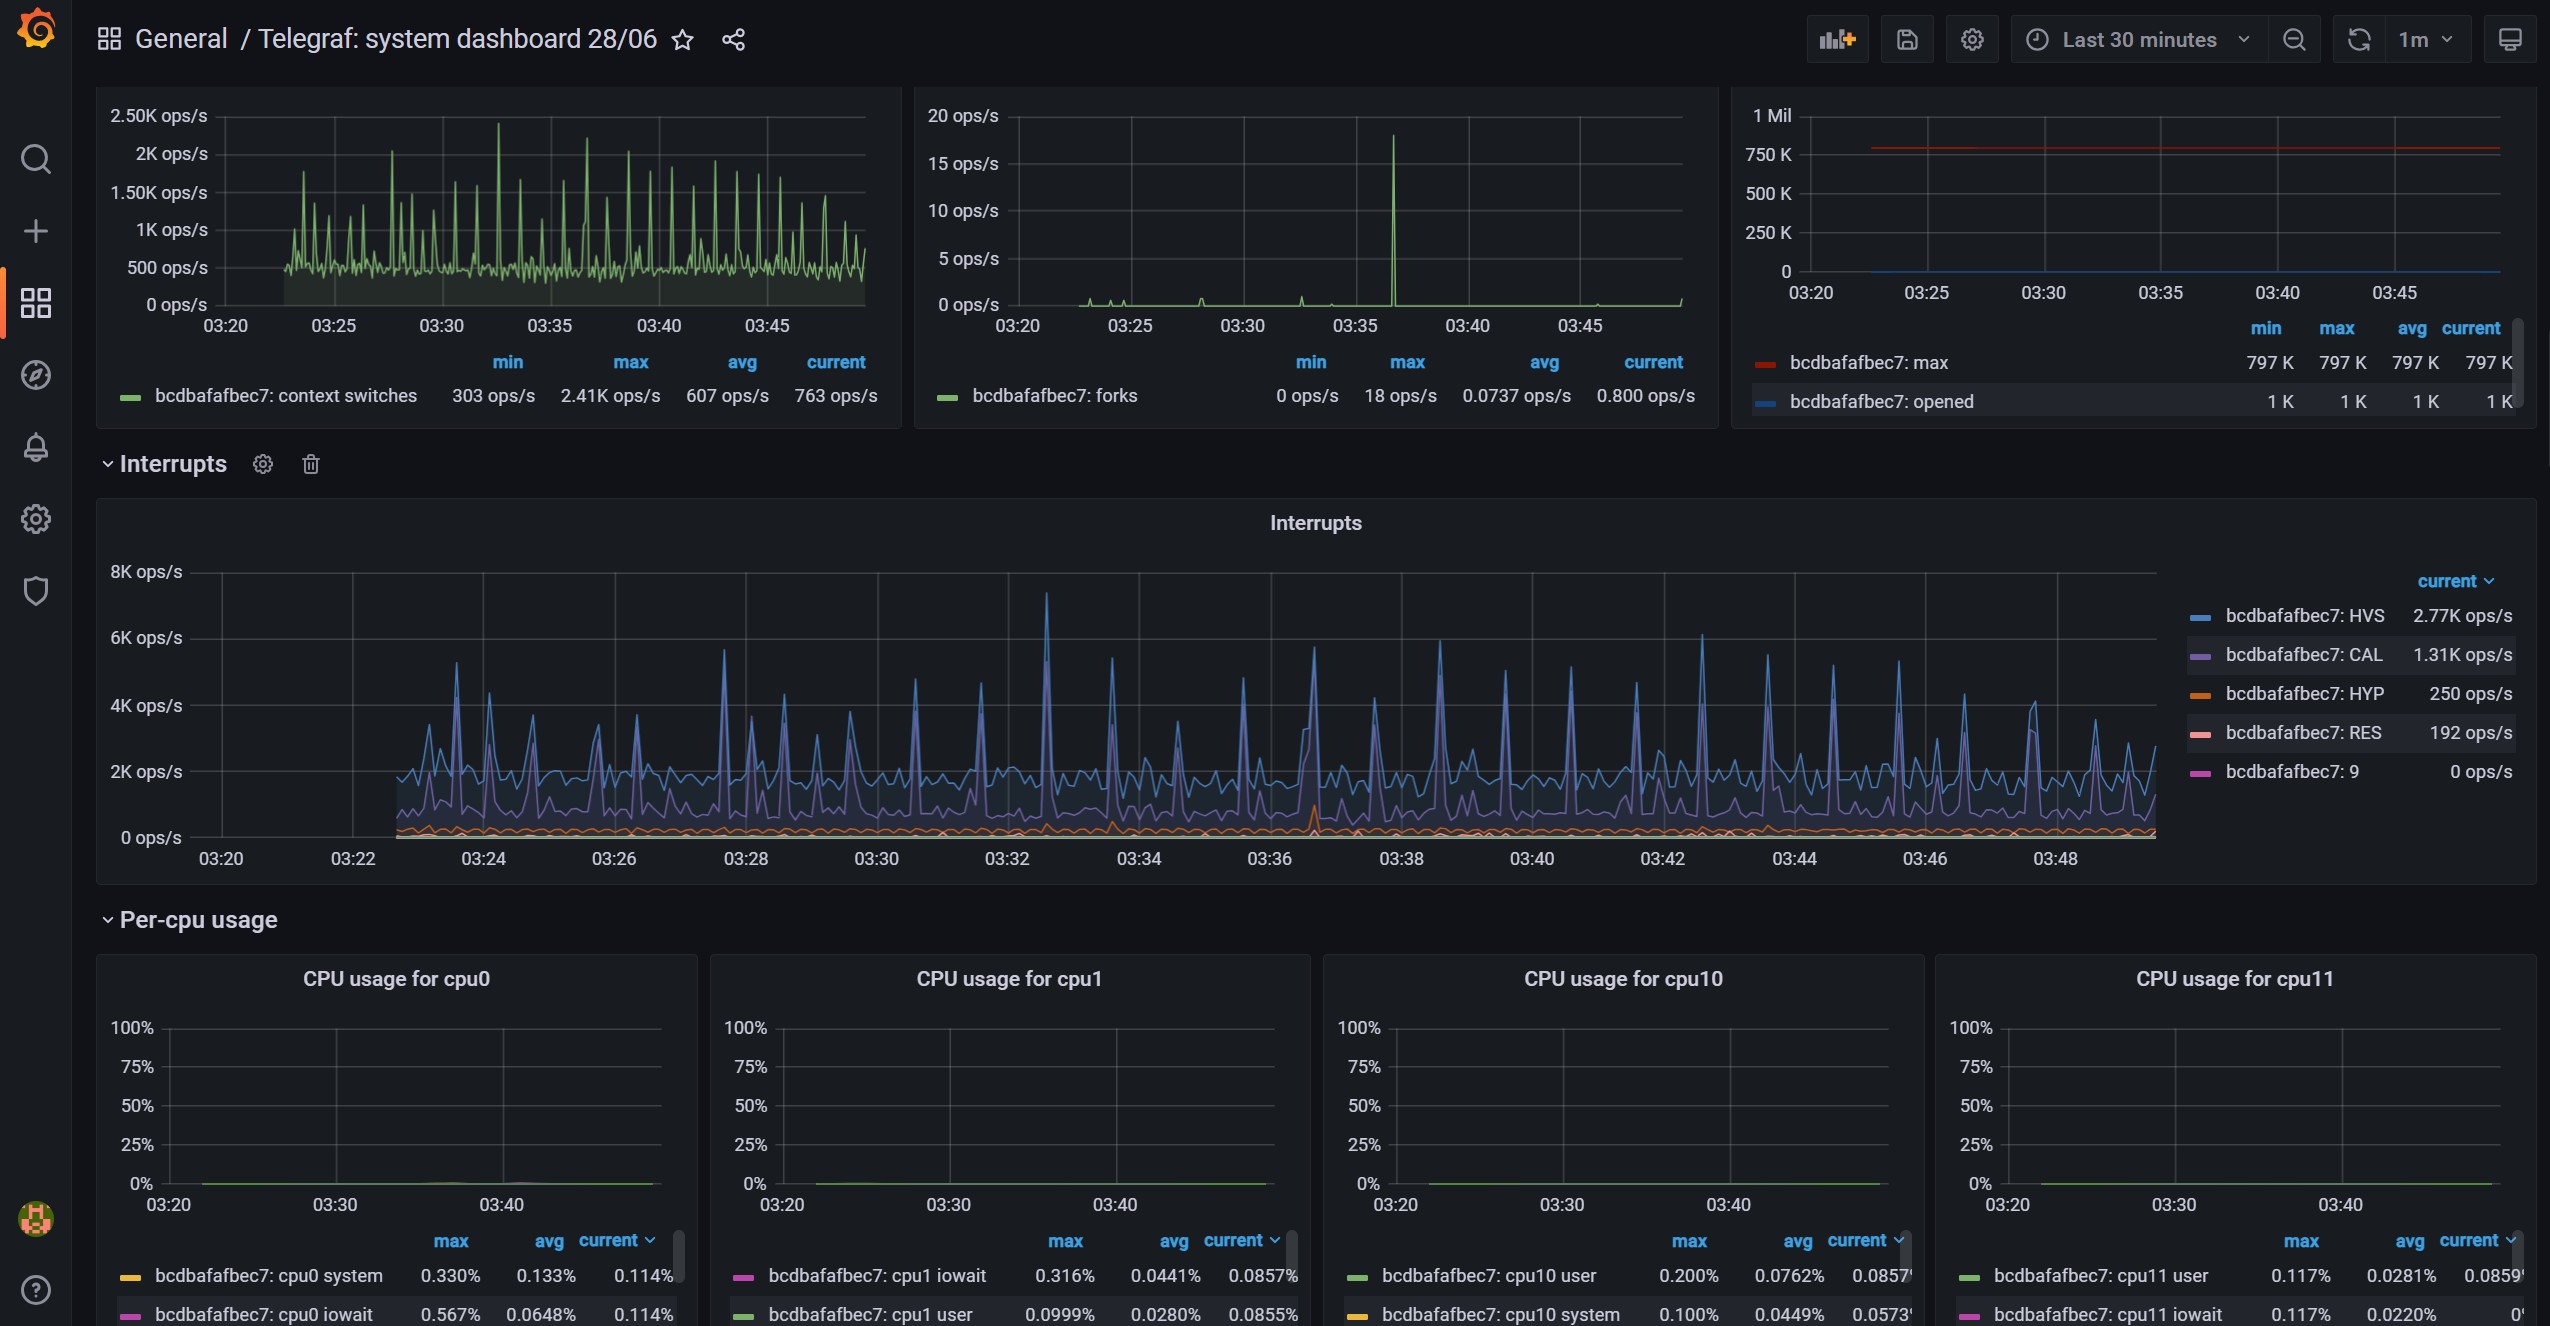 General / Telegraf: system dashboard 28/06
Last 30 minutes
1m
2.50K ops/s
2K ops/s
1.50K ops/s
1K ops/s
500 ops/s
0 ops/s
03:20 03:25 03:30 03:35 03:40 03:45
min max avg current
bcdbafafbec7: context switches 303 ops/s 2.41K ops/s 607 ops/s 763 ops/s
20 ops/s
15 ops/s
10 ops/s
5 ops/s
0 ops/s
03:20 03:25 03:30 03:35 03:40 03:45
min max avg current
bcdbafafbec7: forks 0 ops/s 18 ops/s 0.0737 ops/s 0.800 ops/s
1 Mil
750 K
500 K
250 K
0
03:20 03:25 03:30 03:35 03:40 03:45
min max avg current
bcdbafafbec7: max 797 K 797 K 797 K 797 K
bcdbafafbec7: opened 1 K 1 K 1 K 1 K
Interrupts
Interrupts
8K ops/s
6K ops/s
4K ops/s
2K ops/s
0 ops/s
03:20 03:22 03:24 03:26 03:28 03:30 03:32 03:34 03:36 03:38 03:40 03:42 03:44 03:46 03:48
current
bcdbafafbec7: HVS 2.77K ops/s
bcdbafafbec7: CAL 1.31K ops/s
bcdbafafbec7: HYP 250 ops/s
bcdbafafbec7: RES 192 ops/s
bcdbafafbec7: 9 0 ops/s
Per-cpu usage
CPU usage for cpu0
100%
75%
50%
25%
0%
03:20 03:30 03:40
max avg current
bcdbafafbec7: cpu0 system 0.330% 0.133% 0.114%
bcdbafafbec7: cpu0 iowait 0.567% 0.0648% 0.114%
CPU usage for cpu1
100%
75%
50%
25%
0%
03:20 03:30 03:40
max avg current
bcdbafafbec7: cpu1 iowait 0.316% 0.0441% 0.0857%
bcdbafafbec7: cpu1 user 0.0999% 0.0280% 0.0855%
CPU usage for cpu10
100%
75%
50%
25%
0%
03:20 03:30 03:40
max avg current
bcdbafafbec7: cpu10 user 0.200% 0.0762% 0.0857
bcdbafafbec7: cpu10 system 0.100% 0.0449% 0.0573
CPU usage for cpu11
100%
75%
50%
25%
0%
03:20 03:30 03:40
max avg current
bcdbafafbec7: cpu11 user 0.117% 0.0281% 0.0859
bcdbafafbec7: cpu11 iowait 0.117% 0.0220% 0